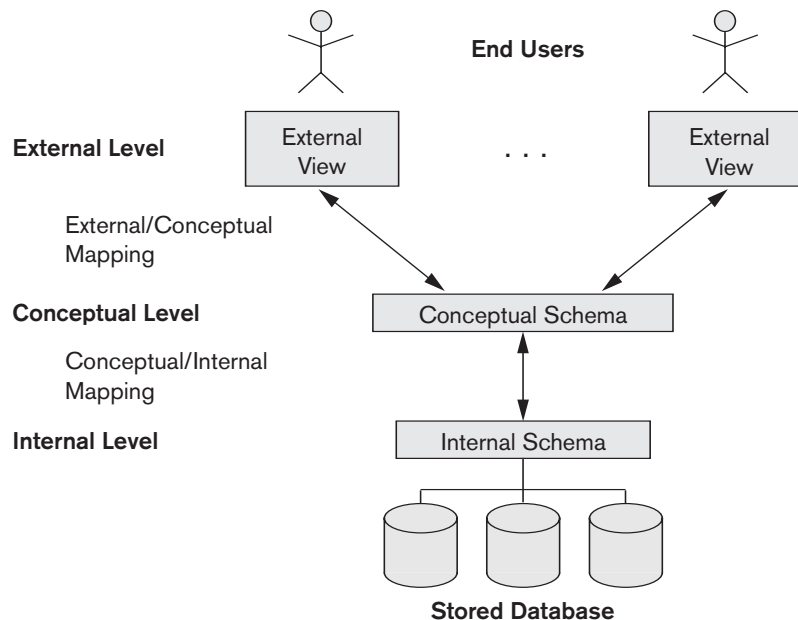 End Users
External Level
External
View
. . .
External
View
External/Conceptual
Mapping
Conceptual Level
Conceptual Schema
Conceptual/Internal
Mapping
Internal Level
Internal Schema
Stored Database